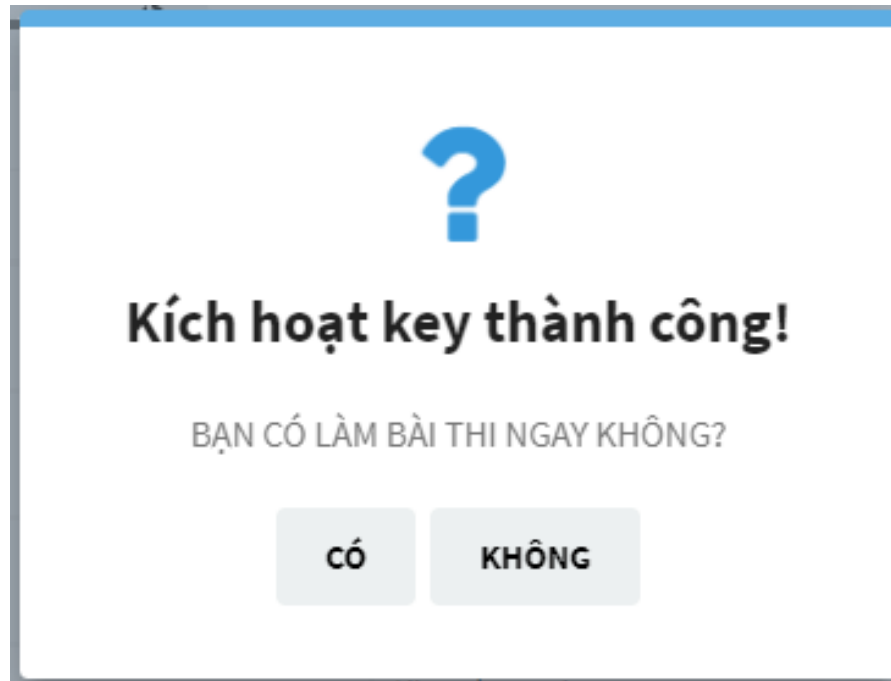 Kích hoạt key thành công!
BẠN CÓ LÀM BÀI THI NGAY KHÔNG?
CÓ
KHÔNG